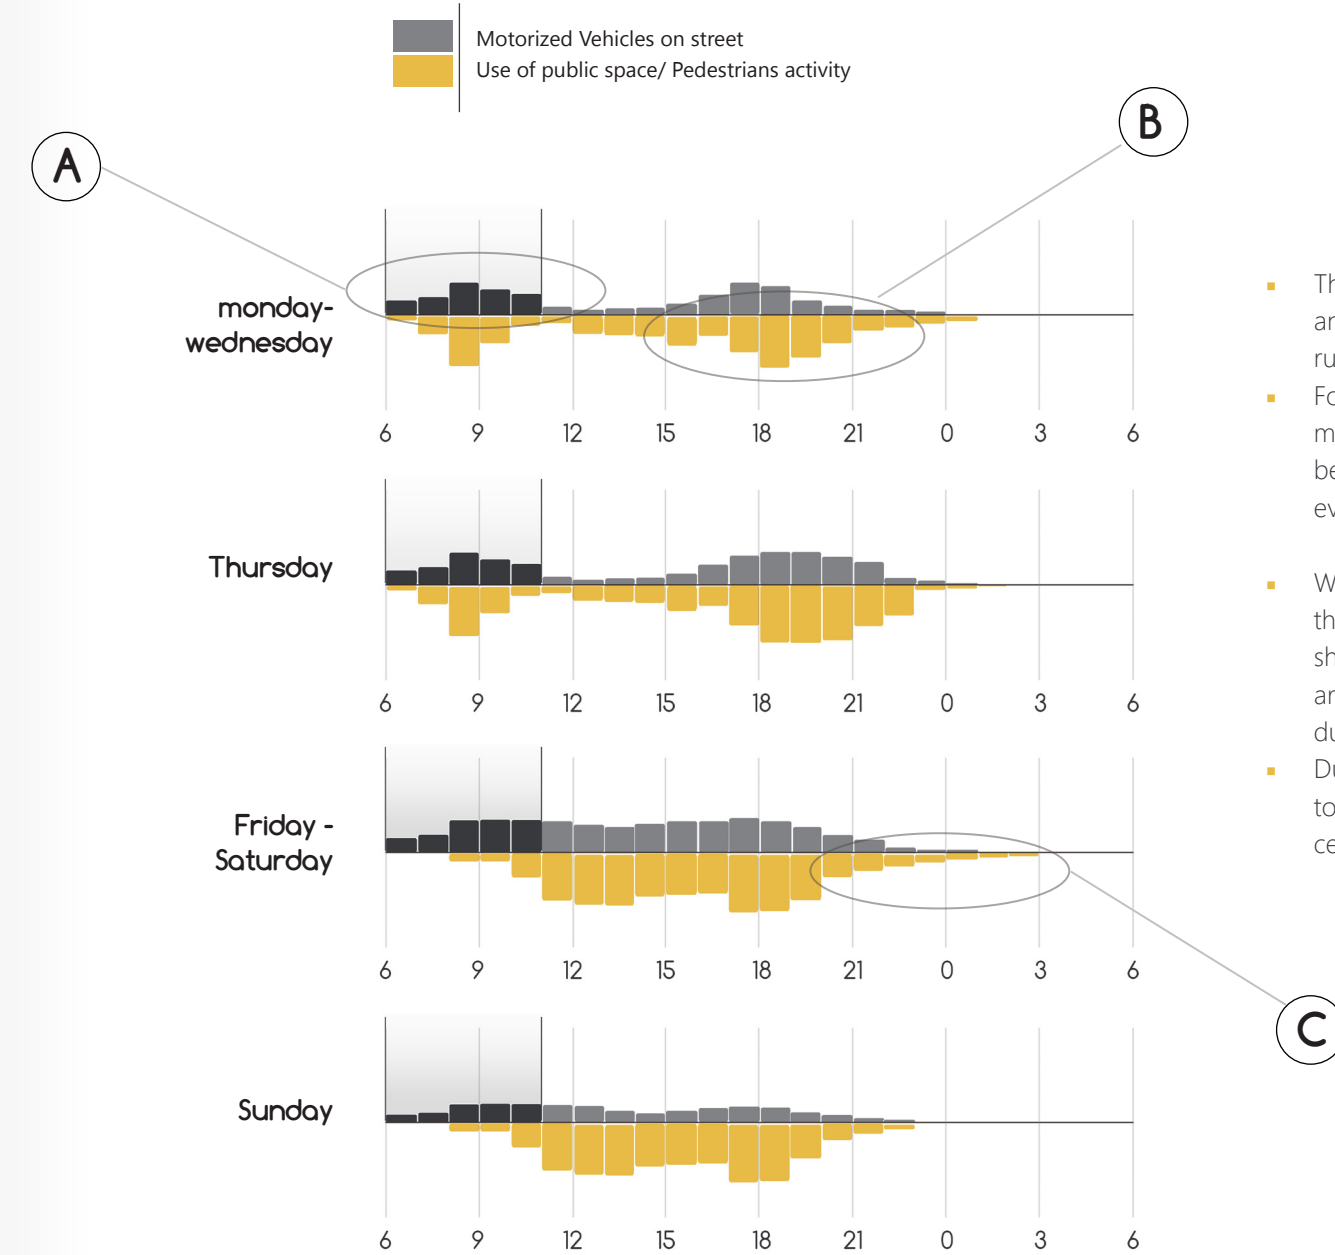 Motorized Vehicles on street
Use of public space/ Pedestrians activity
A
B
monday-
wednesday
6 9 12 15 18 21 0 3 6
Thursday
6 9 12 15 18 21 0 3 6
Friday -
Saturday
6 9 12 15 18 21 0 3 6
C
Sunday
6 9 12 15 18 21 0 3 6